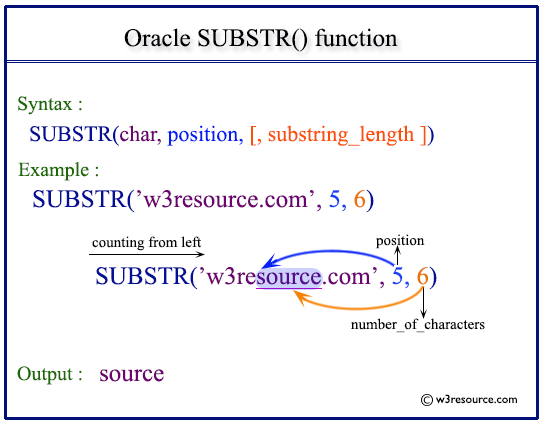 Oracle SUBSTR() function
Syntax :
SUBSTR(char, position, [, substring_length ])
Example :
SUBSTR(’w3resource.com’, 5, 6)
counting from left
position
SUBSTR(’w3resource.com’, 5, 6)
number_of_characters
Output : source
© w3resource.com